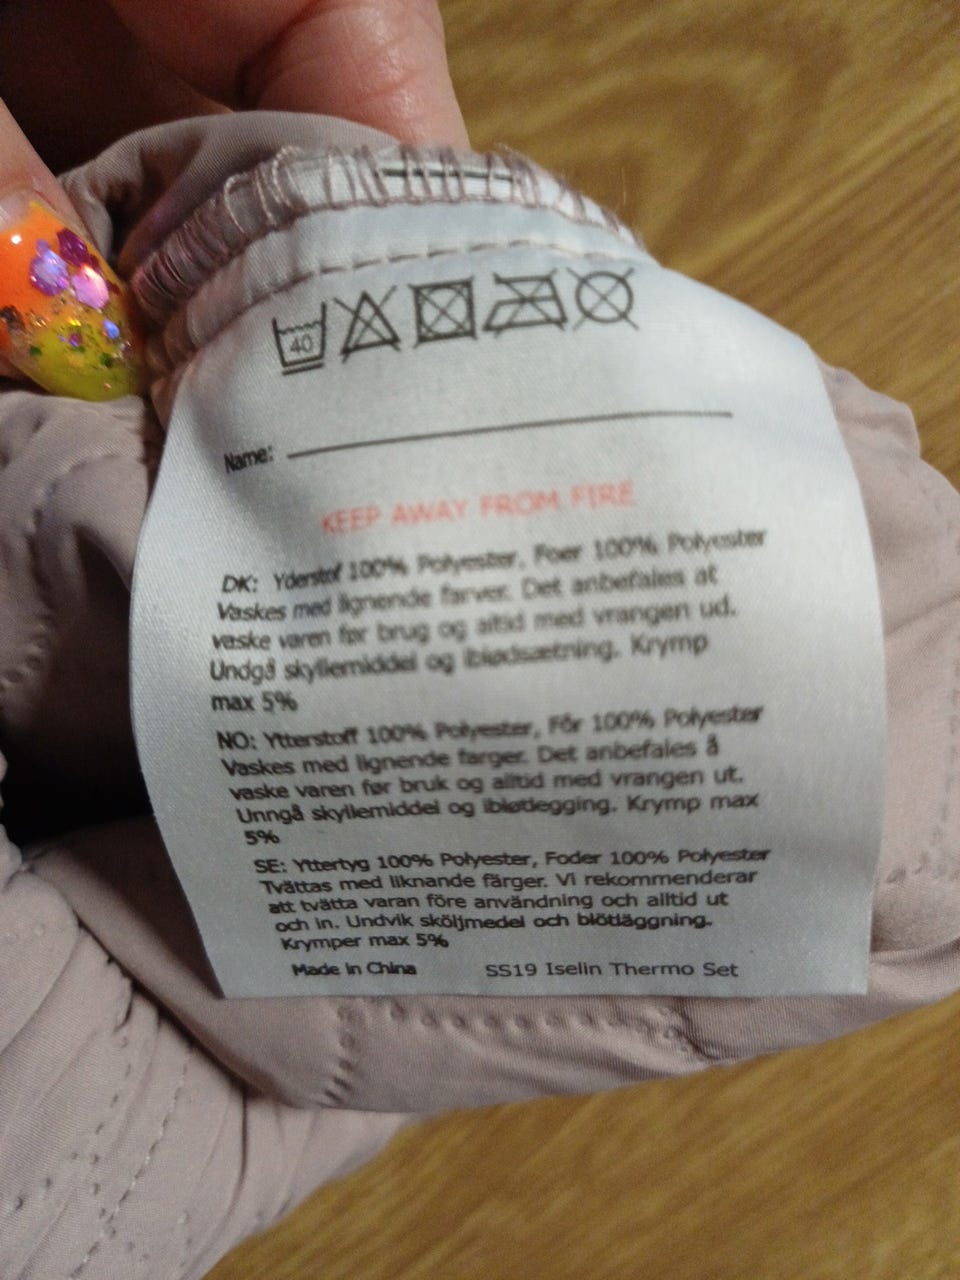 40
Name:
KEEP AWAY FROM FIRE
DK: Yderstof 100% Polyester, Foer 100% Polyester
Vaskes med lignende farver. Det anbefales at
vaske varen før brug og altid med vrangen ud.
Undgå skyllemiddel og iblødsætning. Krymp
max 5%
NO: Ytterstoff 100% Polyester, Fôr 100% Polyester
Vaskes med lignende farger. Det anbefales å
vaske varen før bruk og alltid med vrangen ut.
Unngå skyllemiddel og ibløtlegging. Krymp max
5%
SE: Yttertyg 100% Polyester, Foder 100% Polyester
Tvättas med liknande färger. Vi rekommenderar
att tvätta varan före användning och alltid ut
och in. Undvik sköljmedel och blötläggning.
Krymper max 5%
Made in China SS19 Iselin Thermo Set